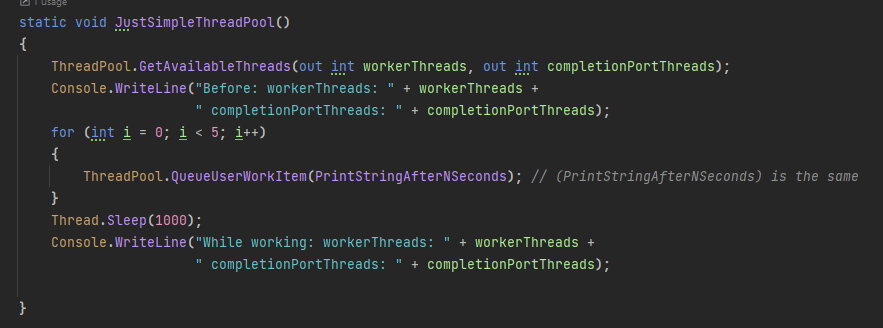 1 usage
static void JustSimpleThreadPool()
{
    ThreadPool.GetAvailableThreads(out int workerThreads, out int completionPortThreads);
    Console.WriteLine("Before: workerThreads: " + workerThreads +
                      " completionPortThreads: " + completionPortThreads);
    for (int i = 0; i < 5; i++)
    {
        ThreadPool.QueueUserWorkItem(PrintStringAfterNSeconds); // (PrintStringAfterNSeconds) is the same
    }
    Thread.Sleep(1000);
    Console.WriteLine("While working: workerThreads: " + workerThreads +
                      " completionPortThreads: " + completionPortThreads);
}